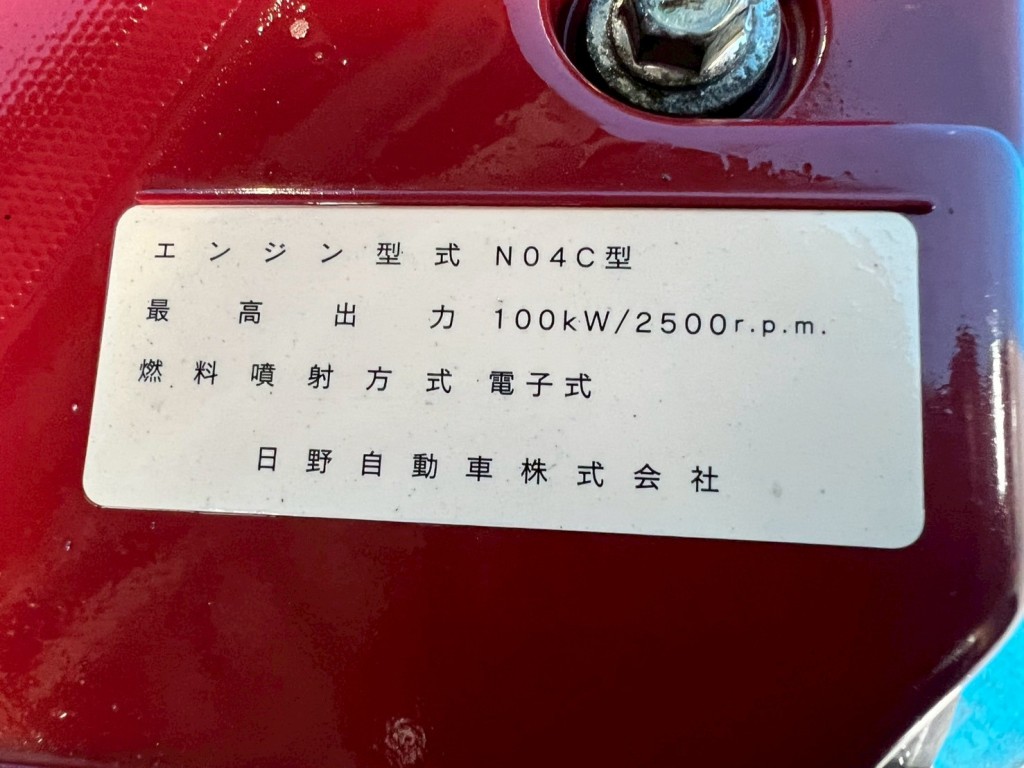 エンジン型式 N04C型
最高出力 100kW/2500r.p.m.
燃料噴射方式 電子式
日野自動車株式会社